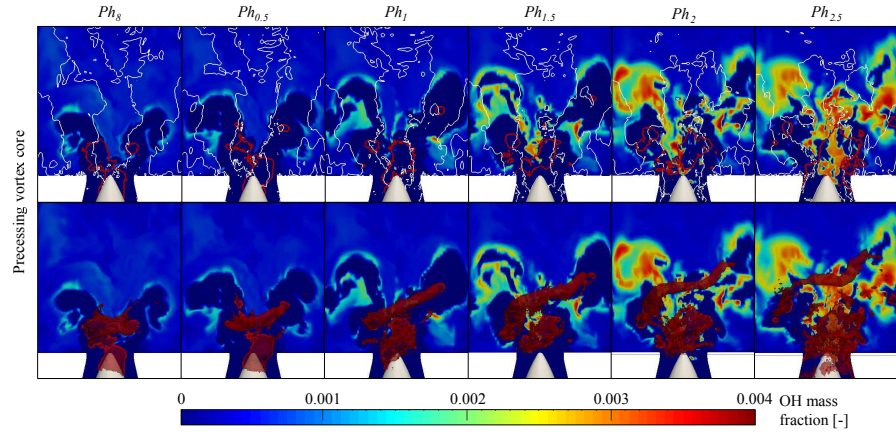 Ph8 Ph0.5 Ph1 Ph1.5 Ph2 Ph2.5
Precessing vortex core
0 0.001 0.002 0.003 0.004 OH mass
fraction [-]